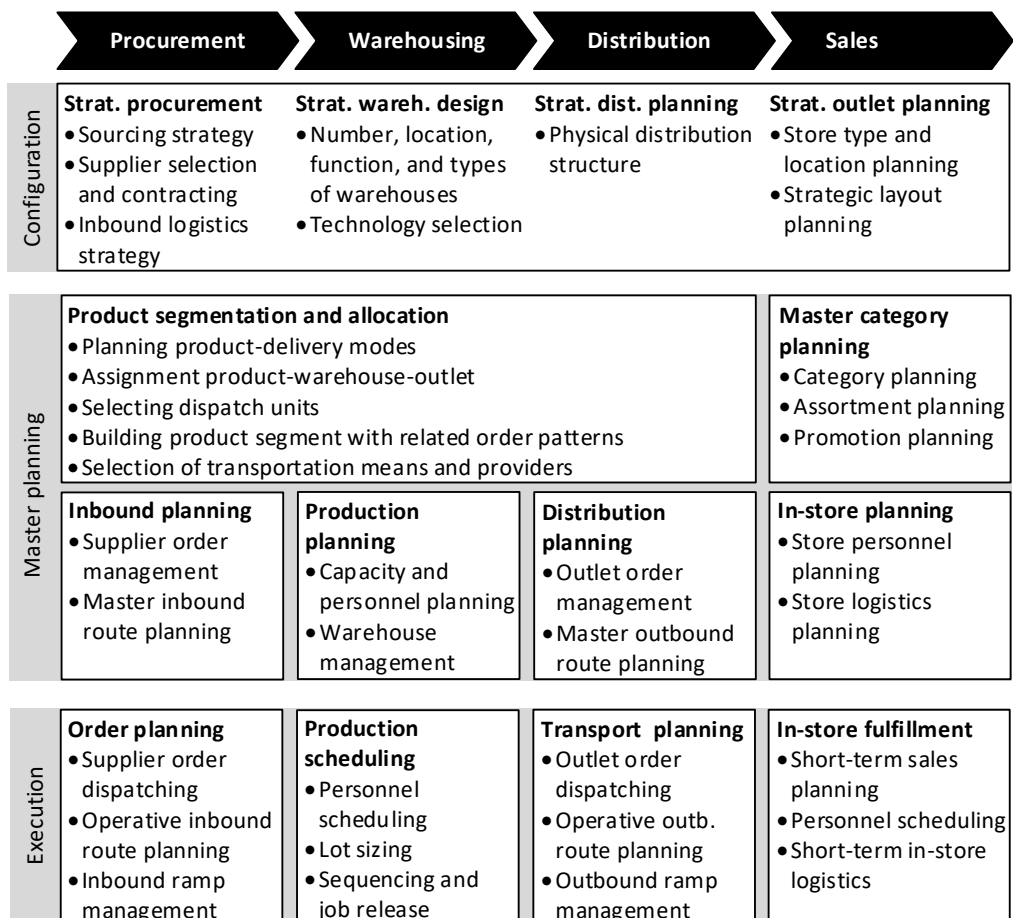 Procurement
Warehousing
Distribution
Sales
Configuration
Strat. procurement
•Sourcing strategy
•Supplier selection
and contracting
•Inbound logistics
strategy
Strat. wareh. design
•Number, location,
function, and types
of warehouses
•Technology selection
Strat. dist. planning
•Physical distribution
structure
Strat. outlet planning
•Store type and
location planning
•Strategic layout
planning
Master planning
Product segmentation and allocation
•Planning product-delivery modes
•Assignment product-warehouse-outlet
•Selecting dispatch units
•Building product segment with related order patterns
•Selection of transportation means and providers
Master category
planning
•Category planning
•Assortment planning
•Promotion planning
Inbound planning
•Supplier order
management
•Master inbound
route planning
Production
planning
•Capacity and
personnel planning
•Warehouse
management
Distribution
planning
•Outlet order
management
•Master outbound
route planning
In-store planning
•Store personnel
planning
•Store logistics
planning
Execution
Order planning
•Supplier order
dispatching
•Operative inbound
route planning
•Inbound ramp
management
Production
scheduling
•Personnel
scheduling
•Lot sizing
•Sequencing and
job release
Transport planning
•Outlet order
dispatching
•Operative outb.
route planning
•Outbound ramp
management
In-store fulfillment
•Short-term sales
planning
•Personnel scheduling
•Short-term in-store
logistics